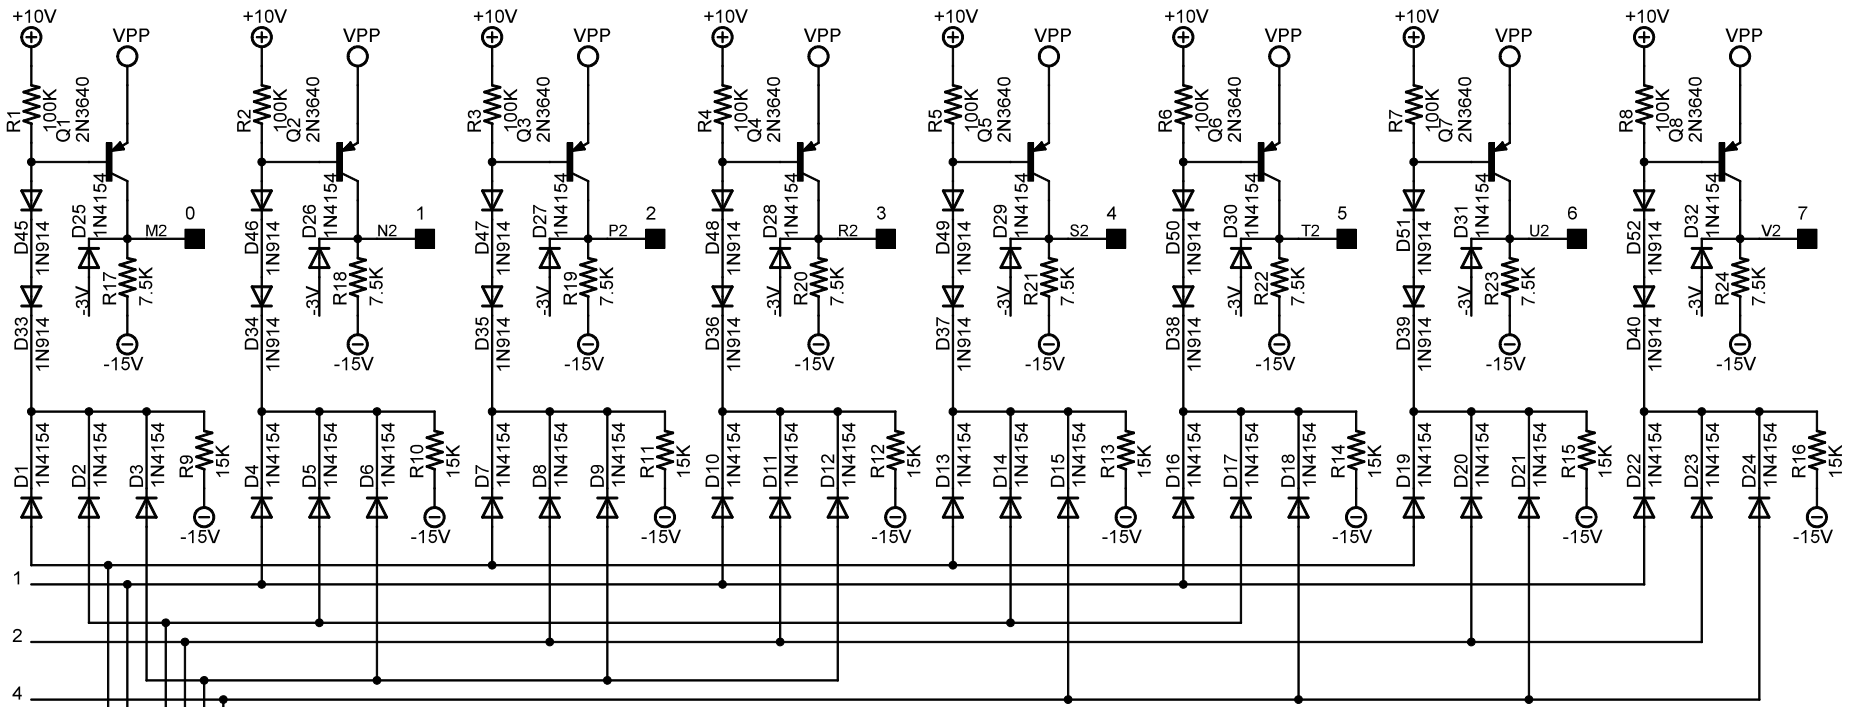 +10V +10V +10V +10V +10V +10V +10V +10V
VPP VPP VPP VPP VPP VPP VPP VPP
R1 100K Q1 2N3640 R2 100K Q2 2N3640 R3 100K Q3 2N3640 R4 100K Q4 2N3640 R5 100K Q5 2N3640 R6 100K Q6 2N3640 R7 100K Q7 2N3640 R8 100K Q8 2N3640
D45 1N914 D25 1N4154 M2 0 D46 1N914 D26 1N4154 N2 1 D47 1N914 D27 1N4154 P2 2 D48 1N914 D28 1N4154 R2 3 D49 1N914 D29 1N4154 S2 4 D50 1N914 D30 1N4154 T2 5 D51 1N914 D31 1N4154 U2 6 D52 1N914 D32 1N4154 V2 7
D33 1N914 -3V R17 7.5K D34 1N914 -3V R18 7.5K D35 1N914 -3V R19 7.5K D36 1N914 -3V R20 7.5K D37 1N914 -3V R21 7.5K D38 1N914 -3V R22 7.5K D39 1N914 -3V R23 7.5K D40 1N914 -3V R24 7.5K
-15V -15V -15V -15V -15V -15V -15V -15V
D1 1N4154 D2 1N4154 D3 1N4154 R9 15K D4 1N4154 D5 1N4154 D6 1N4154 R10 15K D7 1N4154 D8 1N4154 D9 1N4154 R11 15K D10 1N4154 D11 1N4154 D12 1N4154 R12 15K D13 1N4154 D14 1N4154 D15 1N4154 R13 15K D16 1N4154 D17 1N4154 D18 1N4154 R14 15K D19 1N4154 D20 1N4154 D21 1N4154 R15 15K D22 1N4154 D23 1N4154 D24 1N4154 R16 15K
-15V -15V -15V -15V -15V -15V -15V -15V
1
2
4